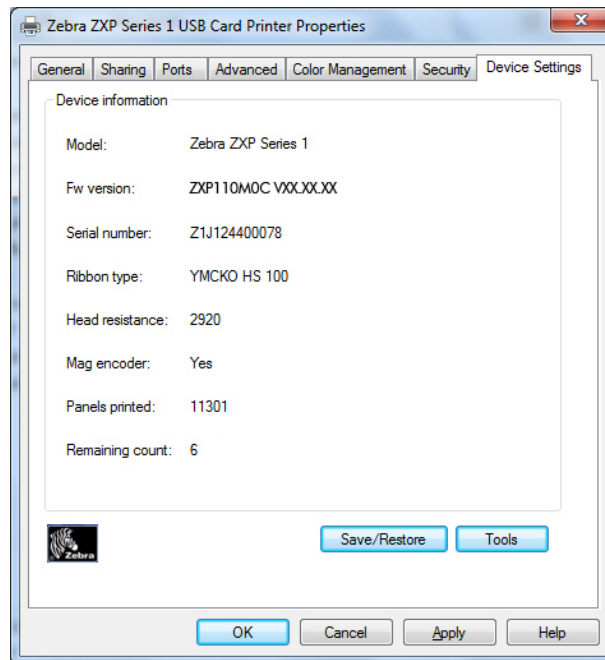 Zebra ZXP Series 1 USB Card Printer Properties
General Sharing Ports Advanced Color Management Security Device Settings
Device information
Model: Zebra ZXP Series 1
Fw version: ZXP110M0C VXX.XX.XX
Serial number: Z1J124400078
Ribbon type: YMCKO HS 100
Head resistance: 2920
Mag encoder: Yes
Panels printed: 11301
Remaining count: 6
Zebra
Save/Restore Tools
OK Cancel Apply Help